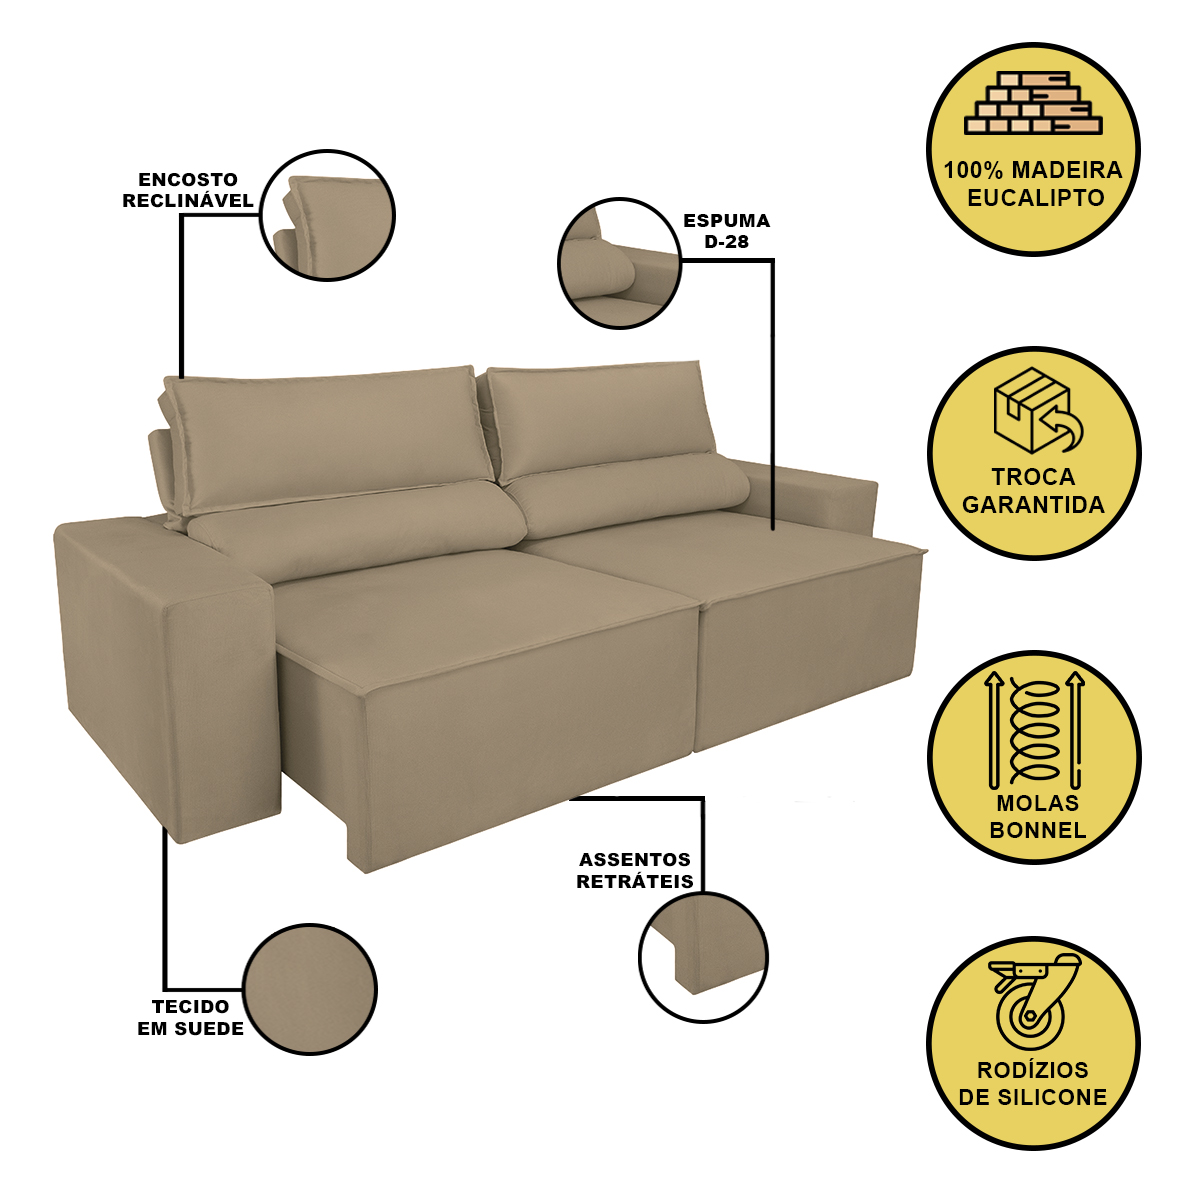 ENCOSTO
RECLINÁVEL
ESPUMA
D-28
100% MADEIRA
EUCALIPTO
TROCA
GARANTIDA
MOLAS
BONNEL
ASSENTOS
RETRÁTEIS
TECIDO
EM SUEDE
RODÍZIOS
DE SILICONE